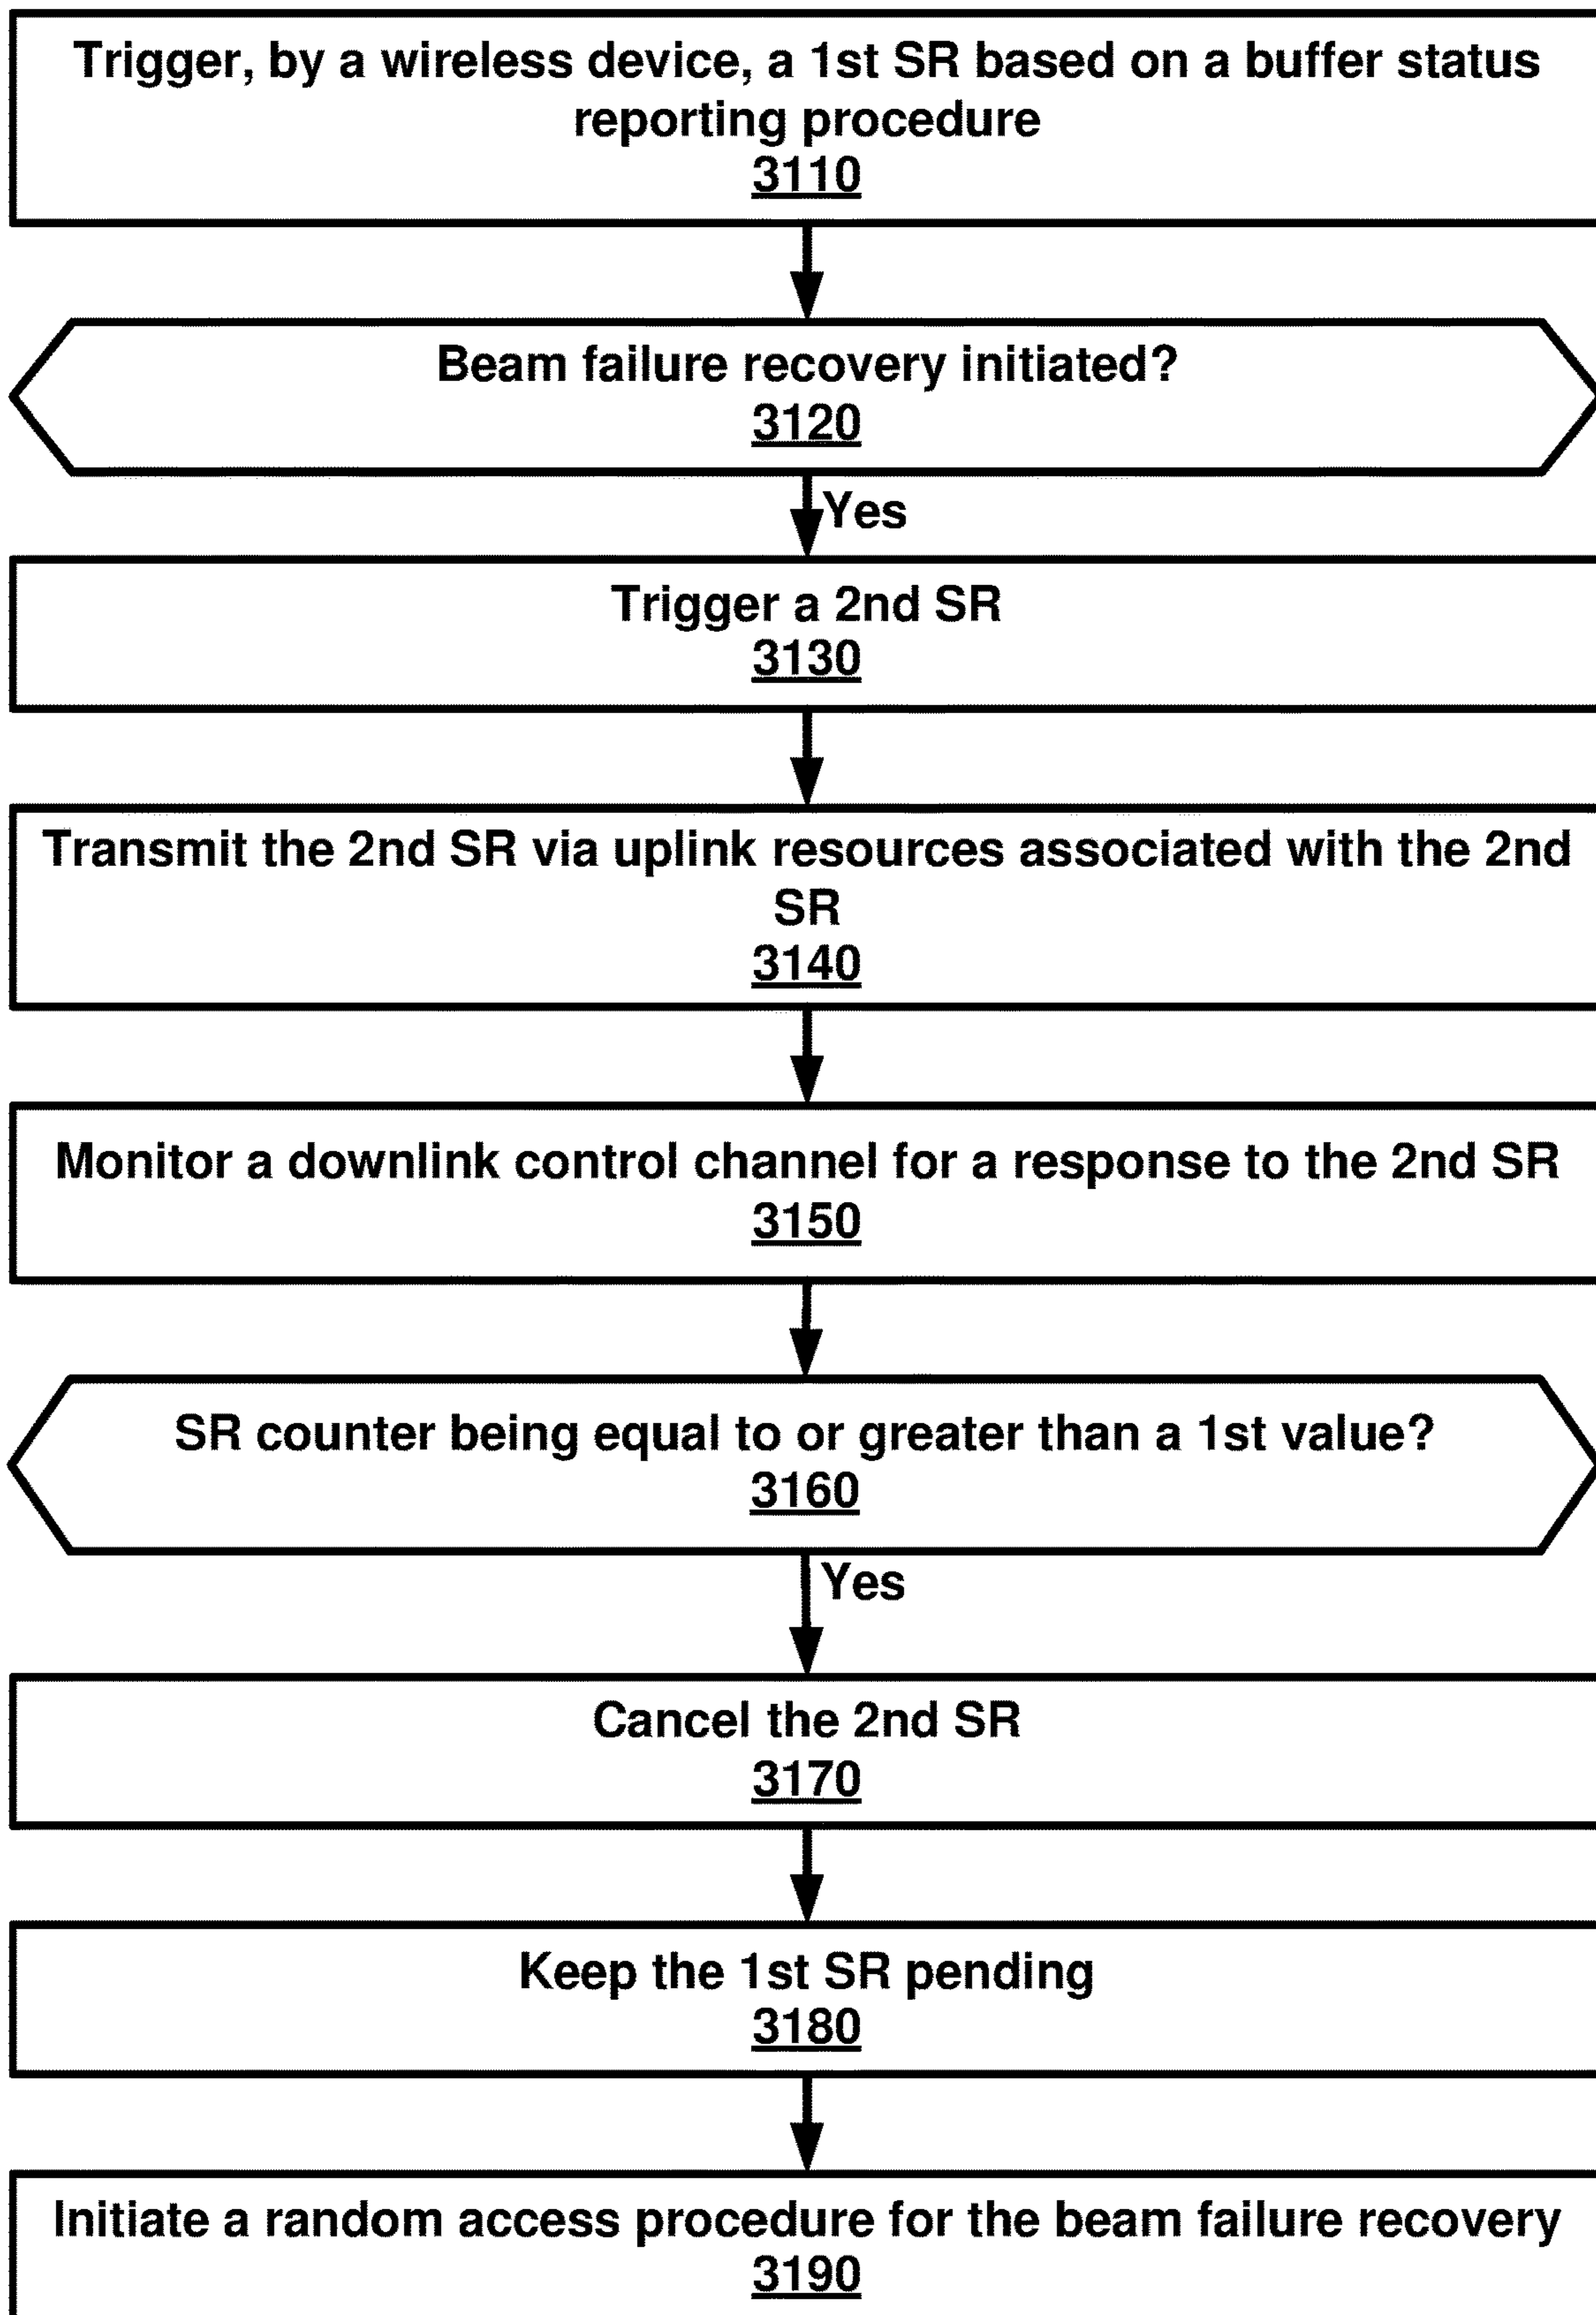 Trigger, by a wireless device, a 1st SR based on a buffer status
reporting procedure
3110
Beam failure recovery initiated?
3120
Yes
Trigger a 2nd SR
3130
Transmit the 2nd SR via uplink resources associated with the 2nd
SR
3140
Monitor a downlink control channel for a response to the 2nd SR
3150
SR counter being equal to or greater than a 1st value?
3160
Yes
Cancel the 2nd SR
3170
Keep the 1st SR pending
3180
Initiate a random access procedure for the beam failure recovery
3190